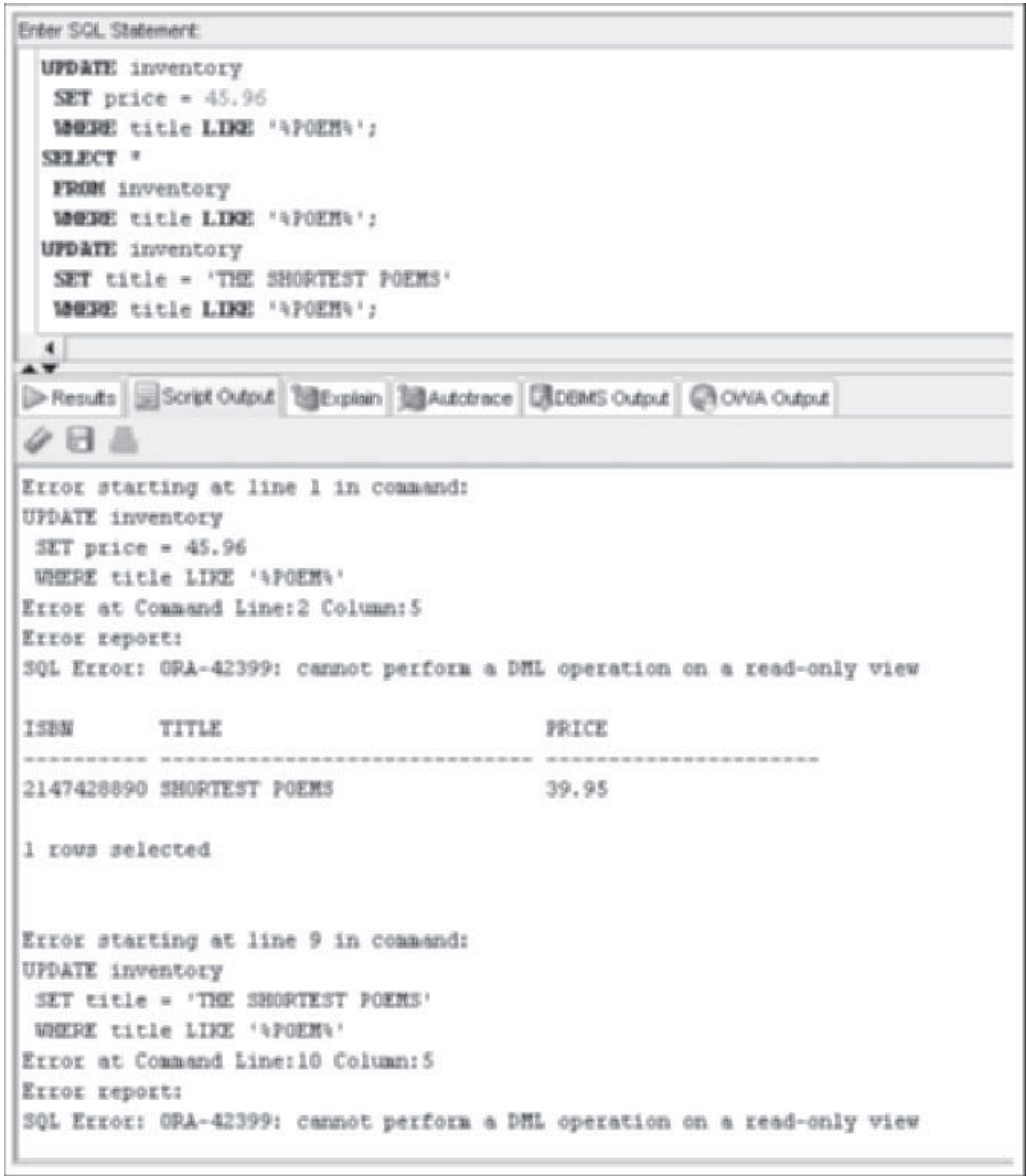 Enter SQL Statement:
UPDATE inventory
SET price = 45.96
WHERE title LIKE '%POEM%';
SELECT *
FROM inventory
WHERE title LIKE '%POEM%';
UPDATE inventory
SET title = 'THE SHORTEST POEMS'
WHERE title LIKE '%POEM%';
Results Script Output Explain Autotrace DBMS Output OWA Output
Error starting at line 1 in command:
UPDATE inventory
SET price = 45.96
WHERE title LIKE '%POEM%'
Error at Command Line:2 Column:5
Error report:
SQL Error: ORA-42399: cannot perform a DML operation on a read-only view
ISBN TITLE PRICE
---------- ------------------------------ ----------------------
2147428890 SHORTEST POEMS 39.95
1 rows selected
Error starting at line 9 in command:
UPDATE inventory
SET title = 'THE SHORTEST POEMS'
WHERE title LIKE '%POEM%'
Error at Command Line:10 Column:5
Error report:
SQL Error: ORA-42399: cannot perform a DML operation on a read-only view